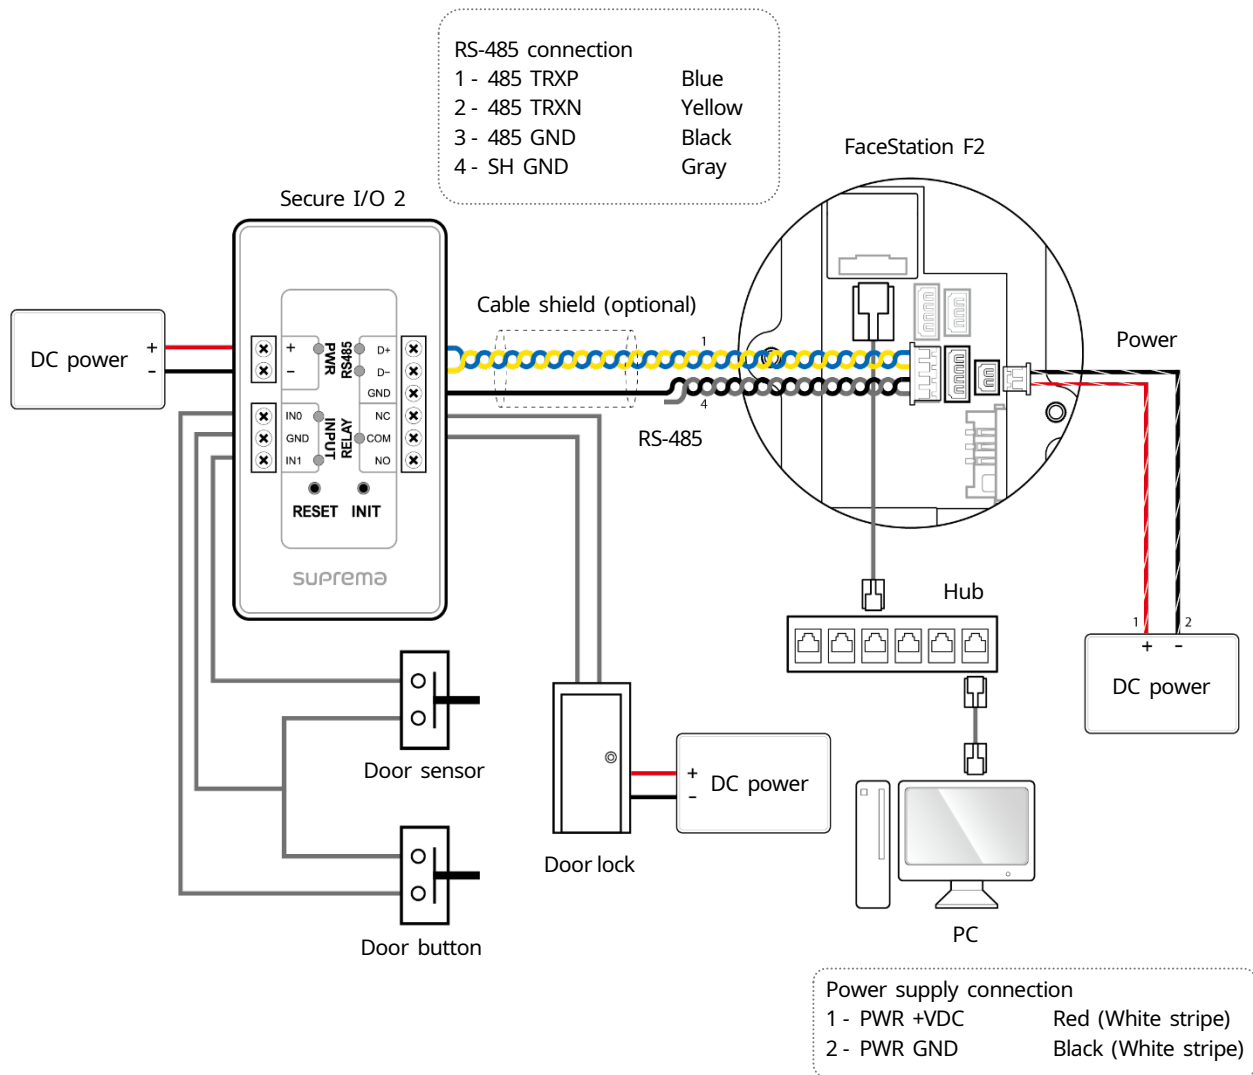 RS-485 connection
1 - 485 TRXP Blue
2 - 485 TRXN Yellow
3 - 485 GND Black
4 - SH GND Gray
FaceStation F2
Secure I/O 2
Cable shield (optional)
Power
DC power
+
-
+
-
PWR
RS485
D+
D-
GND
IN0
GND
IN1
INPUT
RELAY
NC
COM
NO
RESET INIT
suprema
1
4
RS-485
Hub
1
2
+ -
DC power
Door sensor
+
-
DC power
Door lock
Door button
PC
Power supply connection
1 - PWR +VDC Red (White stripe)
2 - PWR GND Black (White stripe)